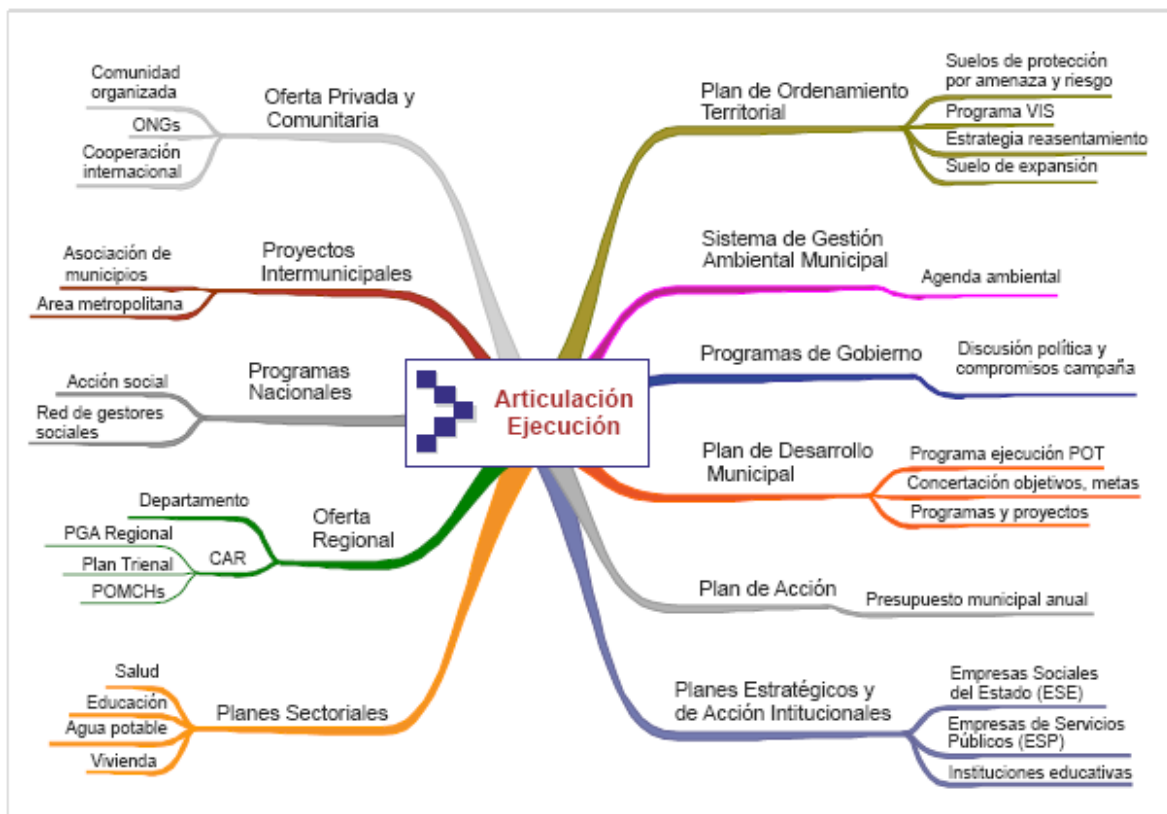 Comunidad
organizada
ONGs
Cooperación
internacional
Oferta Privada y
Comunitaria
Asociación de
municipios
Area metropolitana
Proyectos
Intermunicipales
Acción social
Red de gestores
sociales
Programas
Nacionales
Departamento
PGA Regional
Plan Trienal
POMCHs
CAR
Oferta
Regional
Salud
Educación
Agua potable
Vivienda
Planes Sectoriales
Articulación
Ejecución
Plan de Ordenamiento
Territorial
Suelos de protección
por amenaza y riesgo
Programa VIS
Estrategia reasentamiento
Suelo de expansión
Sistema de Gestión
Ambiental Municipal
Agenda ambiental
Programas de Gobierno
Discusión política y
compromisos campaña
Plan de Desarrollo
Municipal
Programa ejecución POT
Concertación objetivos, metas
Programas y proyectos
Plan de Acción
Presupuesto municipal anual
Planes Estratégicos y
de Acción Intitucionales
Empresas Sociales
del Estado (ESE)
Empresas de Servicios
Públicos (ESP)
Instituciones educativas